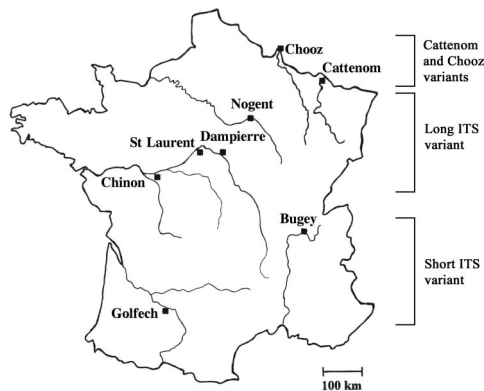 Chooz
Cattenom
Cattenom
and Chooz
variants
Nogent
Dampierre
St Laurent
Chinon
Long ITS
variant
Bugey
Short ITS
variant
Golfech
100 km